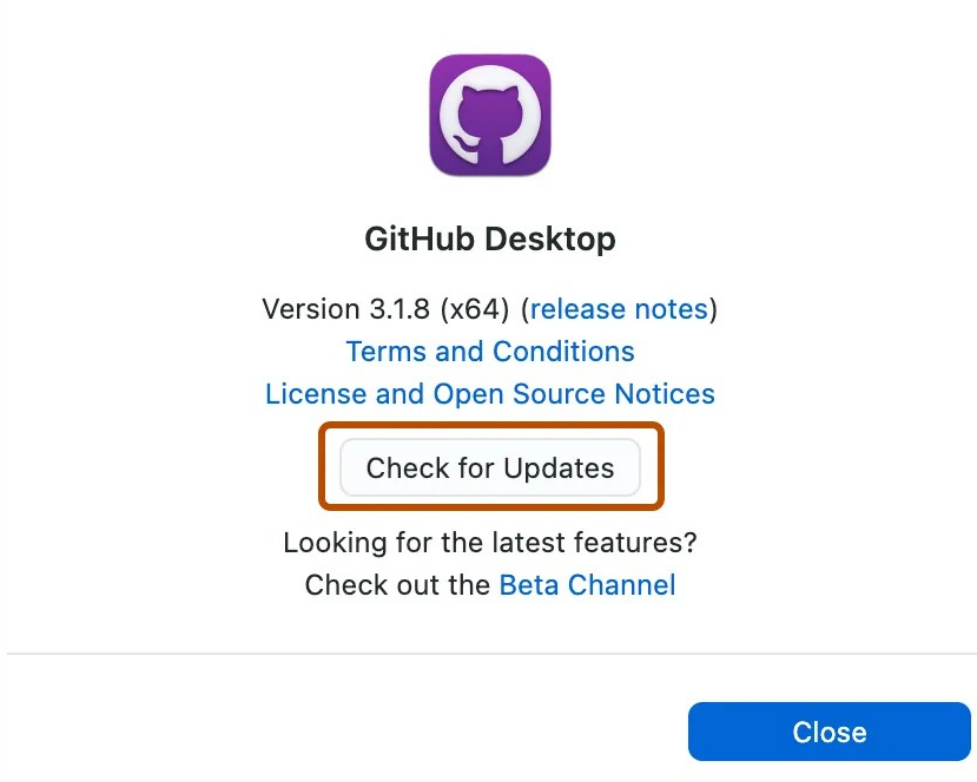 GitHub Desktop
Version 3.1.8 (x64) (release notes)
Terms and Conditions
License and Open Source Notices
Check for Updates
Looking for the latest features?
Check out the Beta Channel
Close